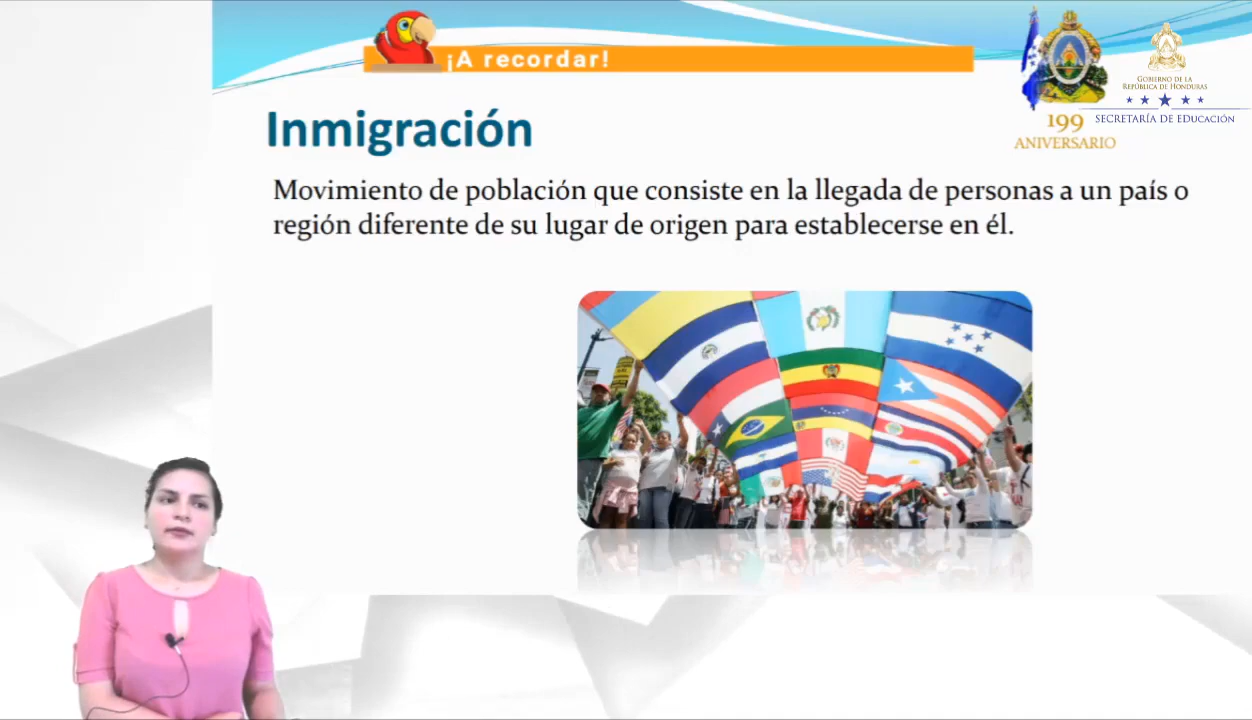 ¡A recordar!
GOBIERNO DE LA
REPÚBLICA DE HONDURAS
SECRETARÍA DE EDUCACIÓN
199
ANIVERSARIO
Inmigración
Movimiento de población que consiste en la llegada de personas a un país o
región diferente de su lugar de origen para establecerse en él.